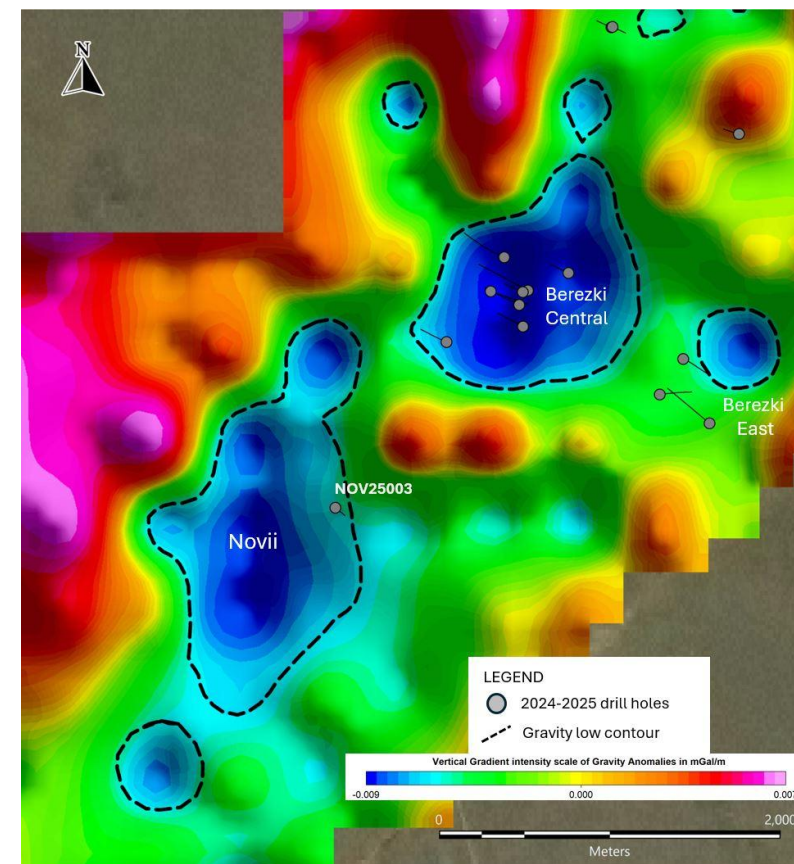 N
Berezki
Central
Berezki
East
NOV25003
Novii
LEGEND
2024-2025 drill holes
Gravity low contour
Vertical Gradient intensity scale of Gravity Anomalies in mGal/m
-0.009 0.000 0.007
0 2,000
Meters